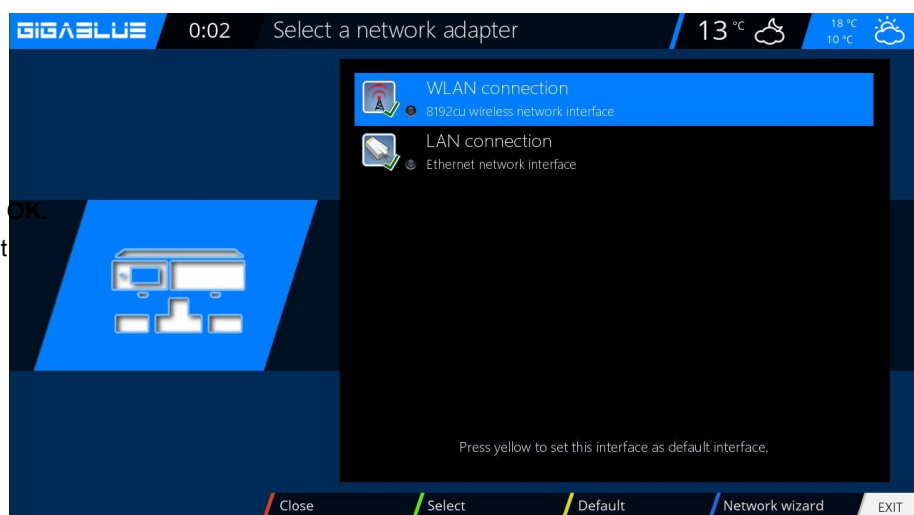 GIGABLUE
0:02
Select a network adapter
13 °C
18 °C
10 °C
WLAN connection
8192cu wireless network interface
LAN connection
Ethernet network interface
OK.
t
Press yellow to set this interface as default interface.
Close
Select
Default
Network wizard
EXIT